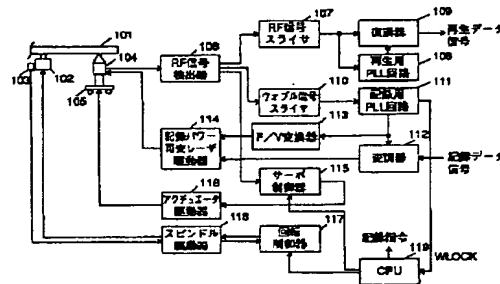 101
107
109
RF信号
スライサ
復調器
再生データ
信号
103
102
104
106
RF信号
検出器
108
再生用
PLL回路
105
110
111
ウォブル信号
スライサ
記録用
PLL回路
114
113
記録パワー
可変レーザ
駆動器
F/V変換器
112
変調器
記録データ
信号
115
サーボ
制御器
116
アクチュエータ
駆動器
118
117
スピンドル
駆動器
回転
制御器
記録指令
119
CPU
WLOCK